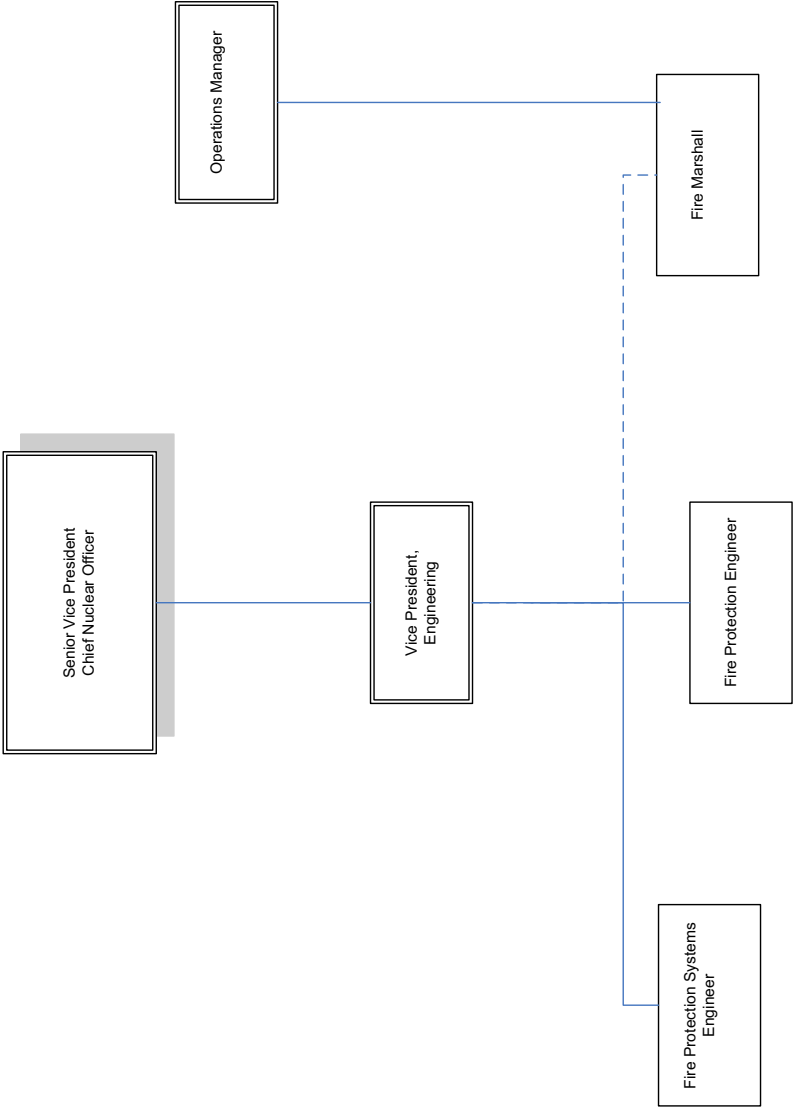 Senior Vice President
Chief Nuclear Officer
Operations Manager
Vice President,
Engineering
Fire Protection Systems
Engineer
Fire Protection Engineer
Fire Marshall